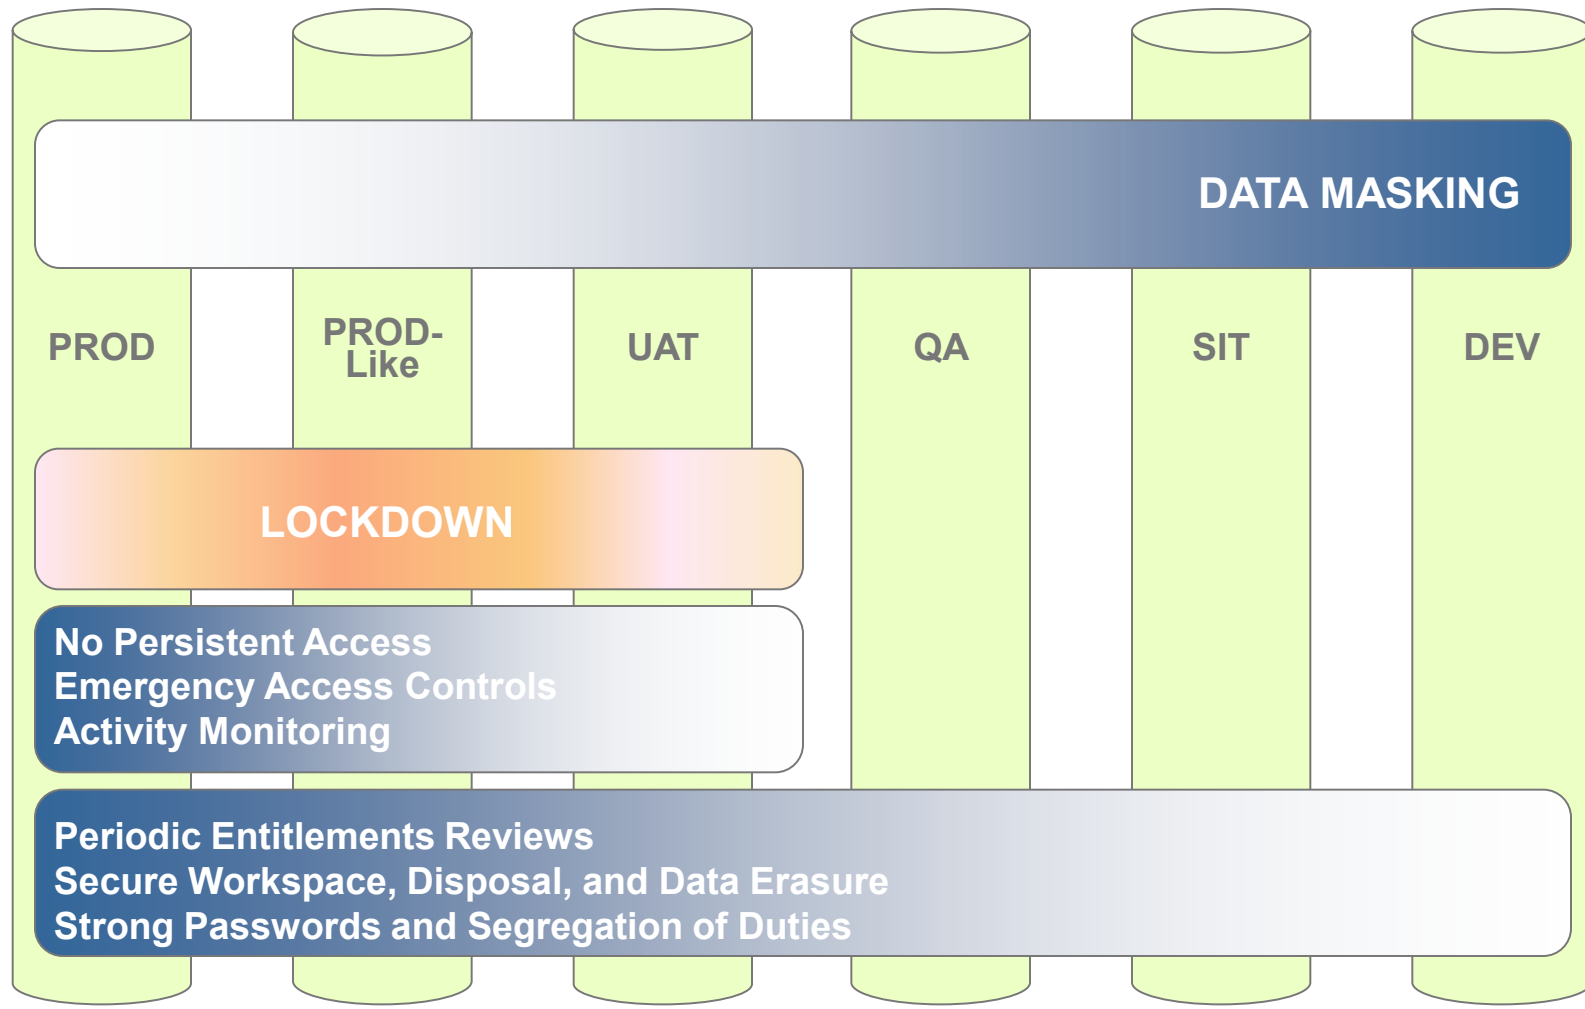 DATA MASKING
PROD
PROD-
Like
UAT
QA
SIT
DEV
LOCKDOWN
No Persistent Access
Emergency Access Controls
Activity Monitoring
Periodic Entitlements Reviews
Secure Workspace, Disposal, and Data Erasure
Strong Passwords and Segregation of Duties